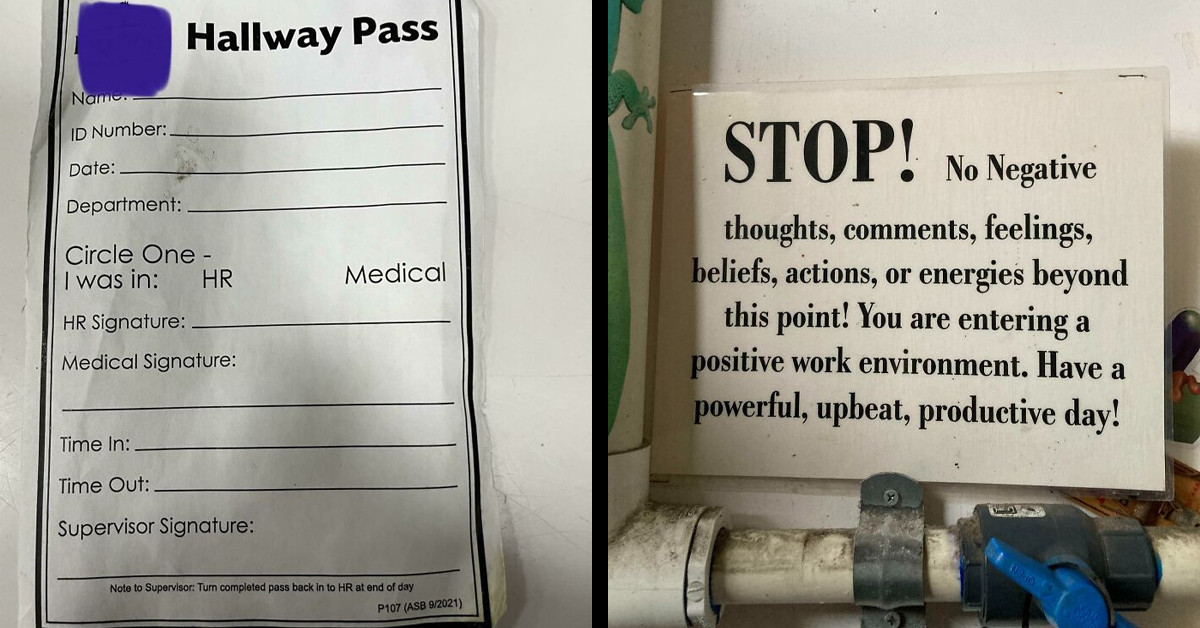 Hallway Pass
Name:
ID Number:
Date:
Department:
Circle One -
I was in: HR Medical
HR Signature:
Medical Signature:
Time In:
Time Out:
Supervisor Signature:
Note to Supervisor: Turn completed pass back in to HR at end of day
P107 (ASB 9/2021)
STOP! No Negative
thoughts, comments, feelings,
beliefs, actions, or energies beyond
this point! You are entering a
positive work environment. Have a
powerful, upbeat, productive day!